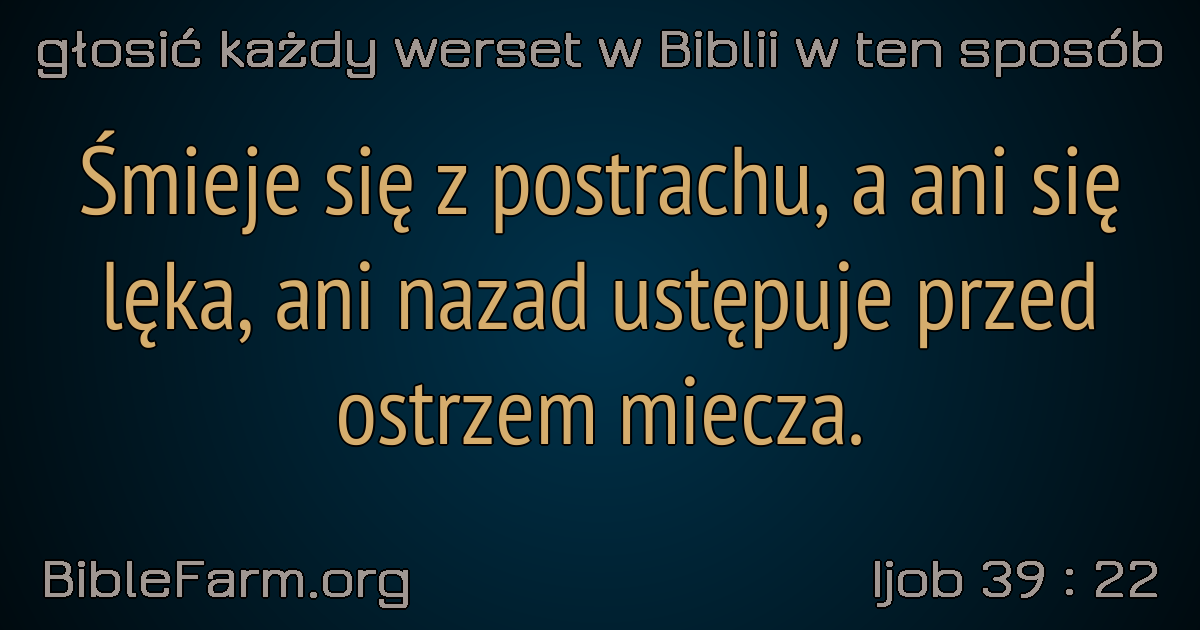 głosić każdy werset w Biblii w ten sposób
Śmieje się z postrachu, a ani się
lęka, ani nazad ustępuje przed
ostrzem miecza.
BibleFarm.org
Ijob 39 : 22